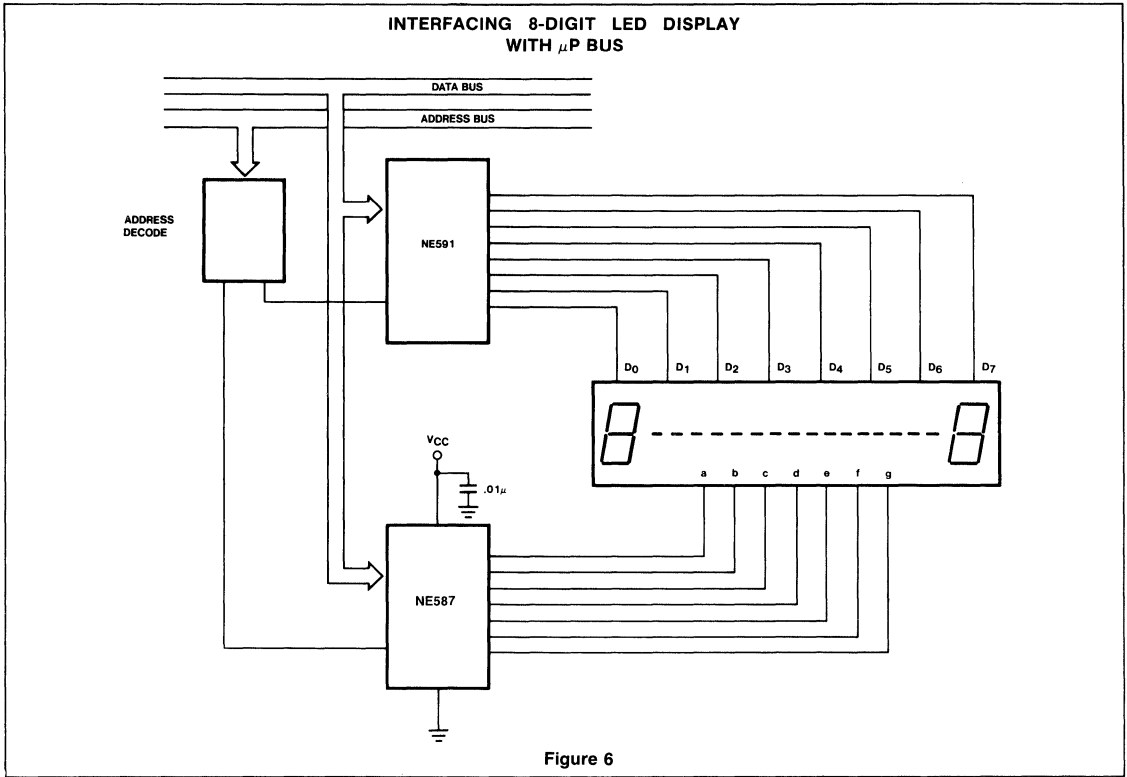 INTERFACING 8-DIGIT LED DISPLAY
WITH μP BUS
DATA BUS
ADDRESS BUS
ADDRESS
DECODE
NE591
D0 D1 D2 D3 D4 D5 D6 D7
VCC
.01μ
a b c d e f g
NE587
Figure 6